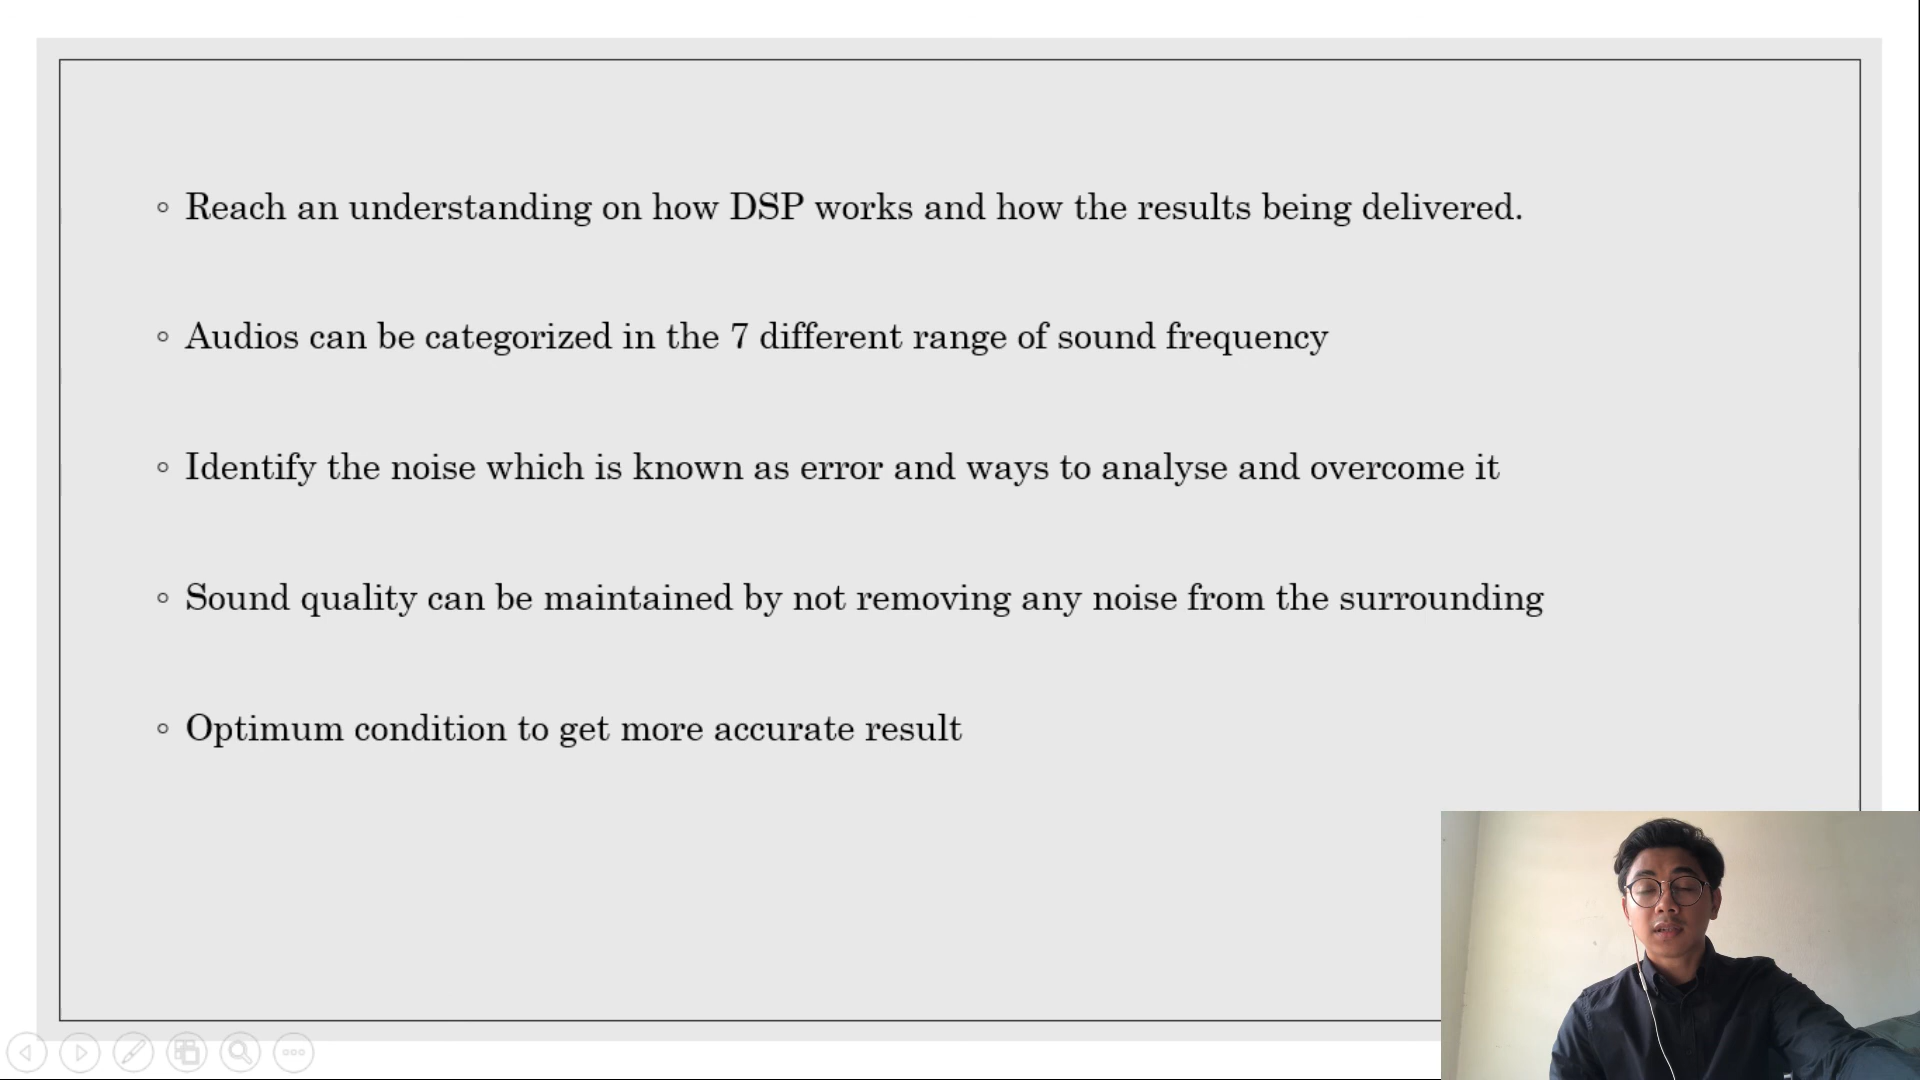 Reach an understanding on how DSP works and how the results being delivered.
Audios can be categorized in the 7 different range of sound frequency
Identify the noise which is known as error and ways to analyse and overcome it
Sound quality can be maintained by not removing any noise from the surrounding
Optimum condition to get more accurate result